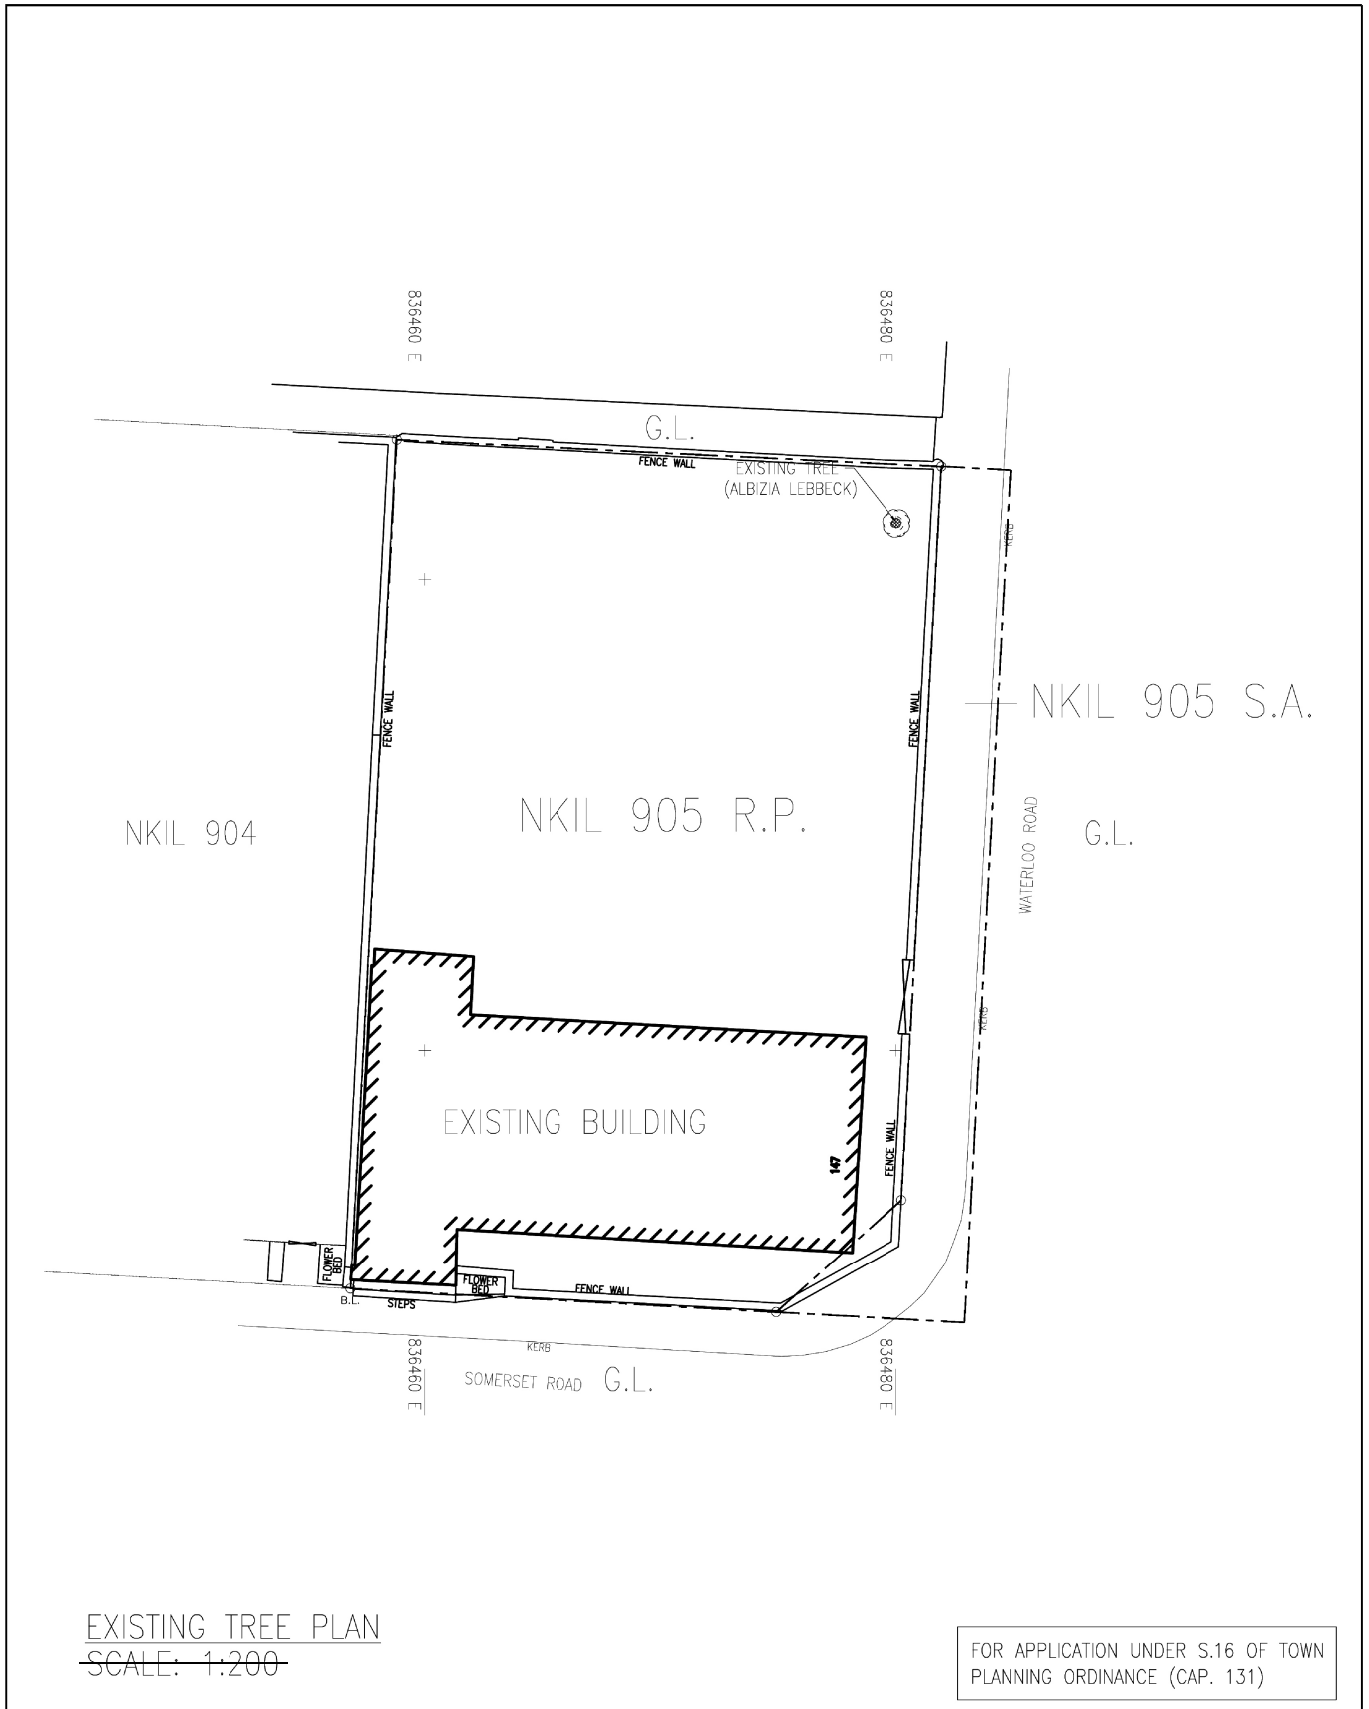 836460 E
836480 E
G.L.
FENCE WALL
EXISTING TREE
(ALBIZIA LEBBECK)
KERB
FENCE WALL
FENCE WALL
NKIL 905 S.A.
NKIL 904
NKIL 905 R.P.
WATERLOO ROAD
G.L.
KERB
EXISTING BUILDING
147
FENCE WALL
FLOWER
BED
FLOWER
BED
FENCE WALL
B.L.
STEPS
KERB
836460 E
836480 E
SOMERSET ROAD G.L.
EXISTING TREE PLAN
SCALE: 1:200
FOR APPLICATION UNDER S.16 OF TOWN
PLANNING ORDINANCE (CAP. 131)